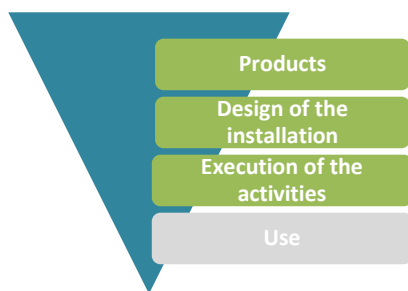 Products
Design of the
installation
Execution of the
activities
Use